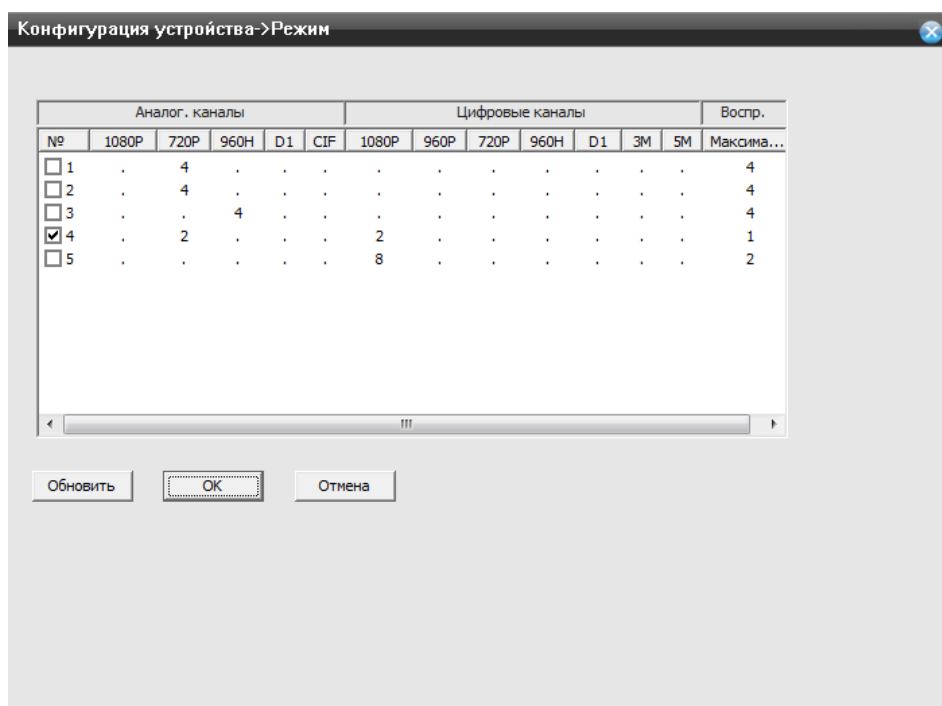 Конфигурация устройства->Режим
Аналог. каналы Цифровые каналы Воспр.
№ 1080P 720P 960H D1 CIF 1080P 960P 720P 960H D1 3M 5M Максима...
1 . 4 . . . . . . . . . . 4
2 . 4 . . . . . . . . . . 4
3 . . 4 . . . . . . . . . 4
4 . 2 . . . 2 . . . . . . 1
5 . . . . . 8 . . . . . . 2
Обновить OK Отмена